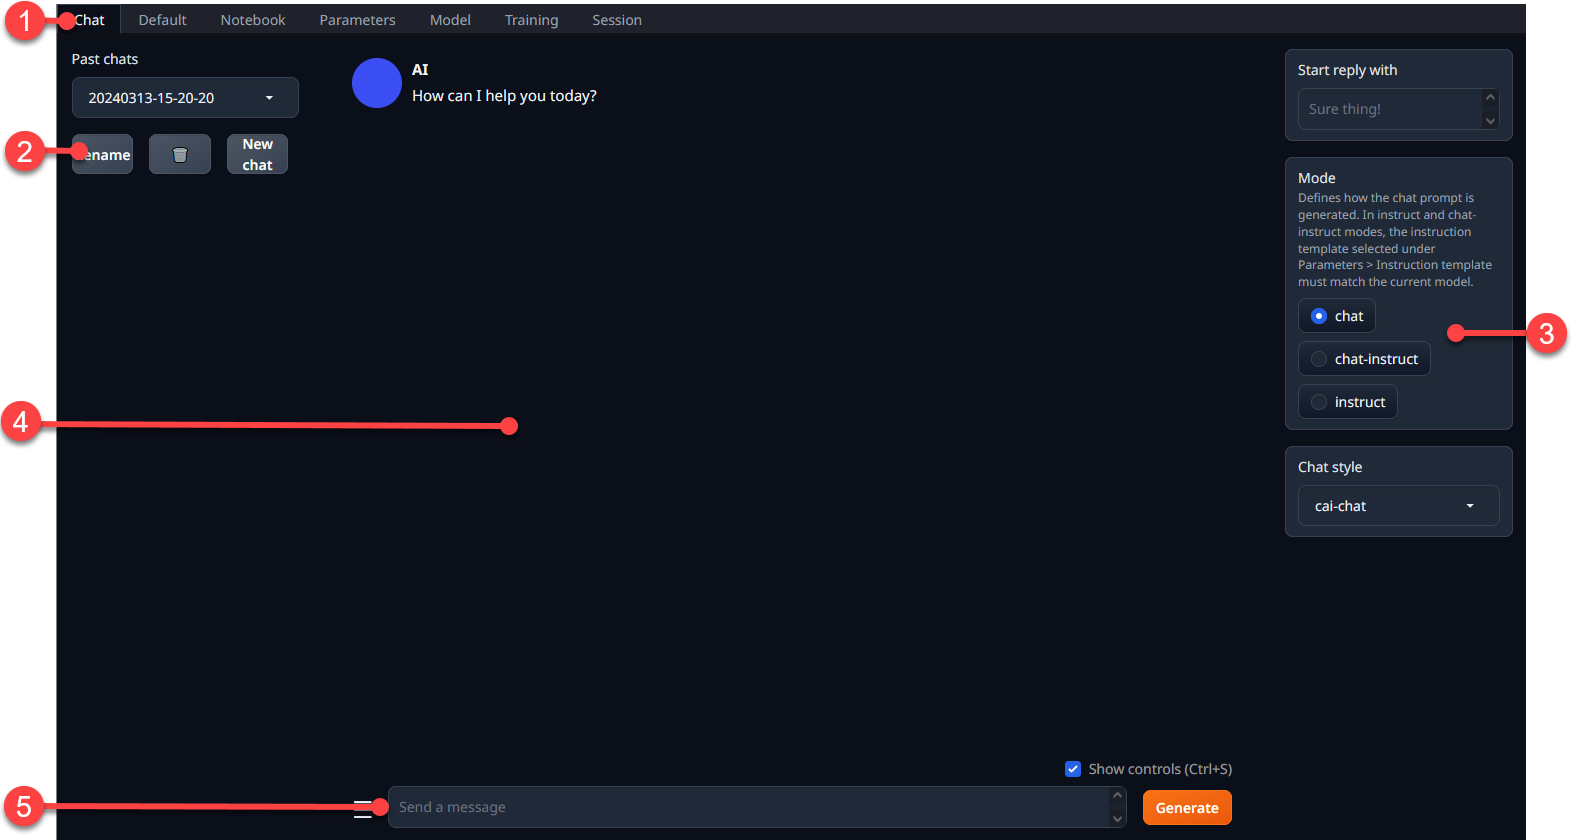 1
Chat Default Notebook Parameters Model Training Session
Past chats
20240313-15-20-20
2
ename
New
chat
AI
How can I help you today?
Start reply with
Sure thing!
Mode
Defines how the chat prompt is
generated. In instruct and chat-
instruct modes, the instruction
template selected under
Parameters > Instruction template
must match the current model.
chat
chat-instruct
instruct
3
Chat style
cai-chat
4
Show controls (Ctrl+S)
5
Send a message
Generate